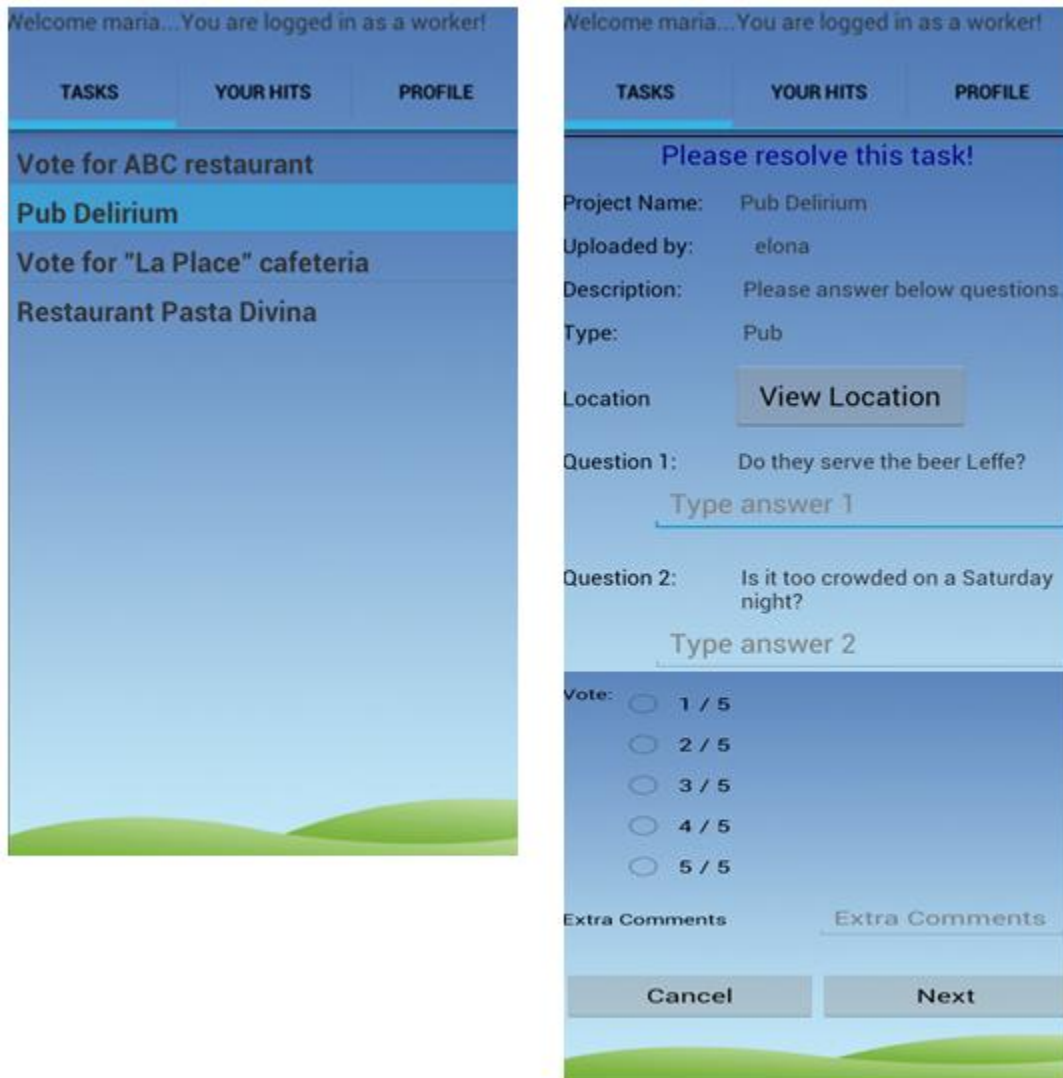 Welcome maria...You are logged in as a worker!
TASKS YOUR HITS PROFILE
Vote for ABC restaurant
Pub Delirium
Vote for "La Place" cafeteria
Restaurant Pasta Divina
Welcome maria...You are logged in as a worker!
TASKS YOUR HITS PROFILE
Please resolve this task!
Project Name: Pub Delirium
Uploaded by: elona
Description: Please answer below questions.
Type: Pub
Location View Location
Question 1: Do they serve the beer Leffe?
Type answer 1
Question 2: Is it too crowded on a Saturday
night?
Type answer 2
Vote: 1 / 5
2 / 5
3 / 5
4 / 5
5 / 5
Extra Comments Extra Comments
Cancel Next